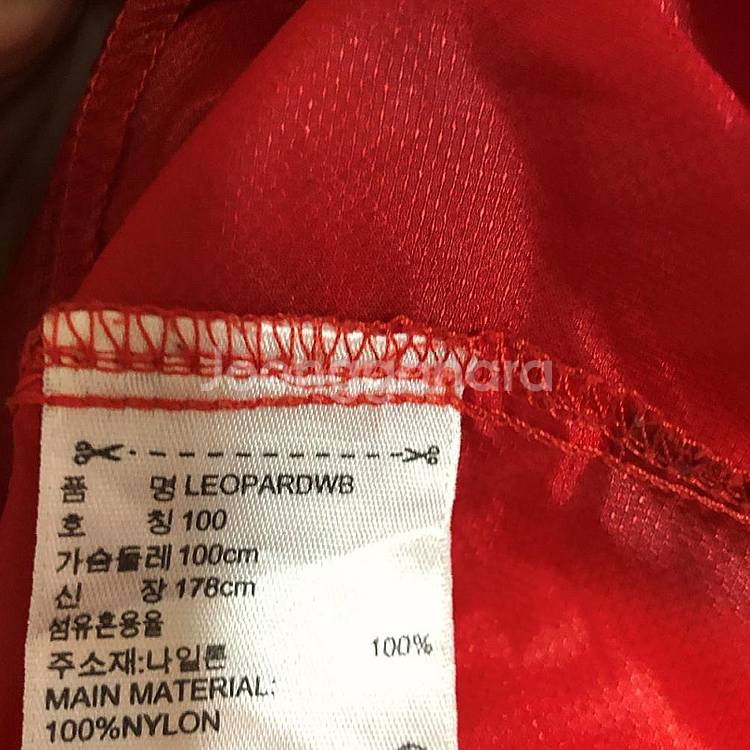 Joonggonara
품 명 LEOPARDWB
호 칭 100
가슴둘레 100cm
신 장 178cm
섬유혼용율
주소재:나일론 100%
MAIN MATERIAL:
100%NYLON